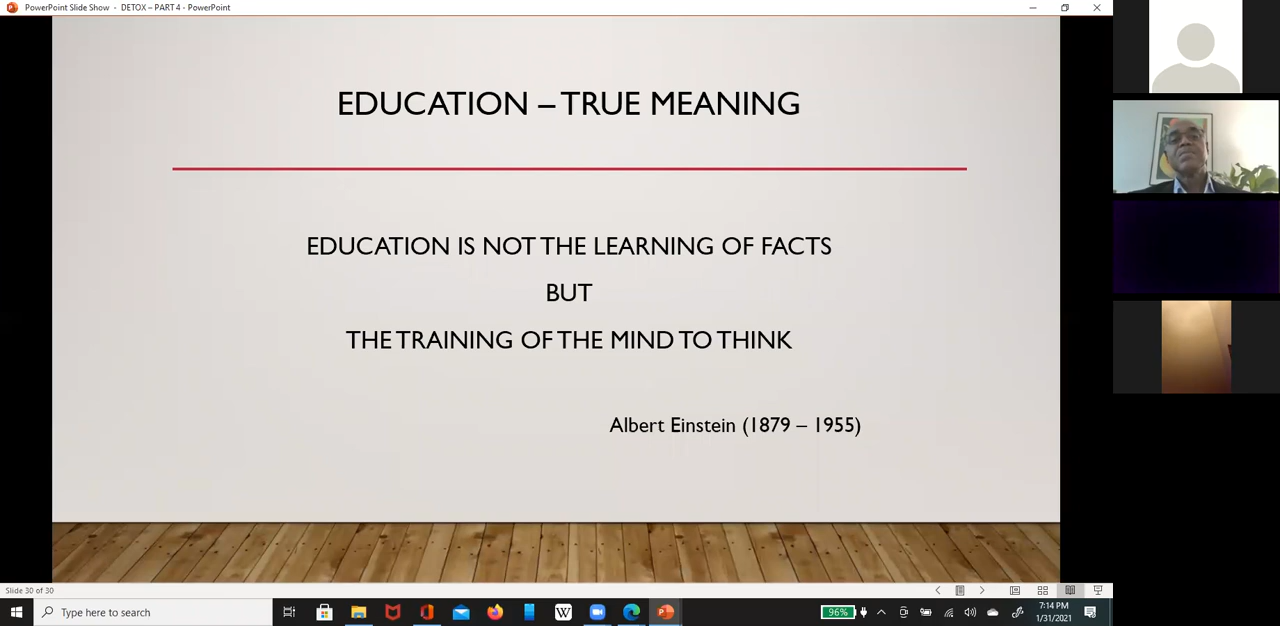 PowerPoint Slide Show - DETOX – PART 4 - PowerPoint
EDUCATION – TRUE MEANING
EDUCATION IS NOT THE LEARNING OF FACTS
BUT
THE TRAINING OF THE MIND TO THINK
Albert Einstein (1879 – 1955)
Slide 30 of 30
Type here to search
W
96%
7:14 PM
1/31/2021